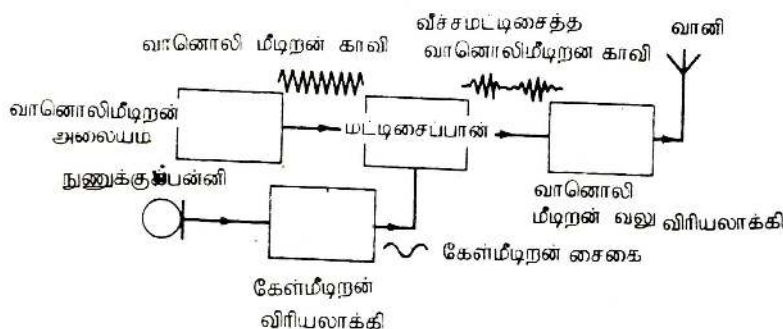 வானொலி மீடிறன் காவி
வீச்சமட்டிசைத்த
வானொலிமீடிறன காவி
வானி
வானொலிமீடிறன்
அலையம
மட்டிசைப்பான்
நுணுக்குப்பன்னி
வானொலி
மீடிறன் வலு விரியலாக்கி
கேள்மீடிறன் சைகை
கேள்மீடிறன்
விரியலாக்கி